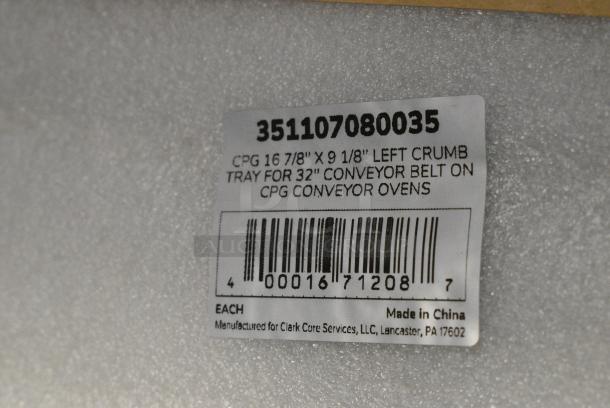 351107080035
CPG 16 7/8" X 9 1/8" LEFT CRUMB
TRAY FOR 32" CONVEYOR BELT ON
CPG CONVEYOR OVENS
4 00016 71208 7
EACH Made in China
Manufactured for Clark Core Services, LLC, Lancaster, PA 17602